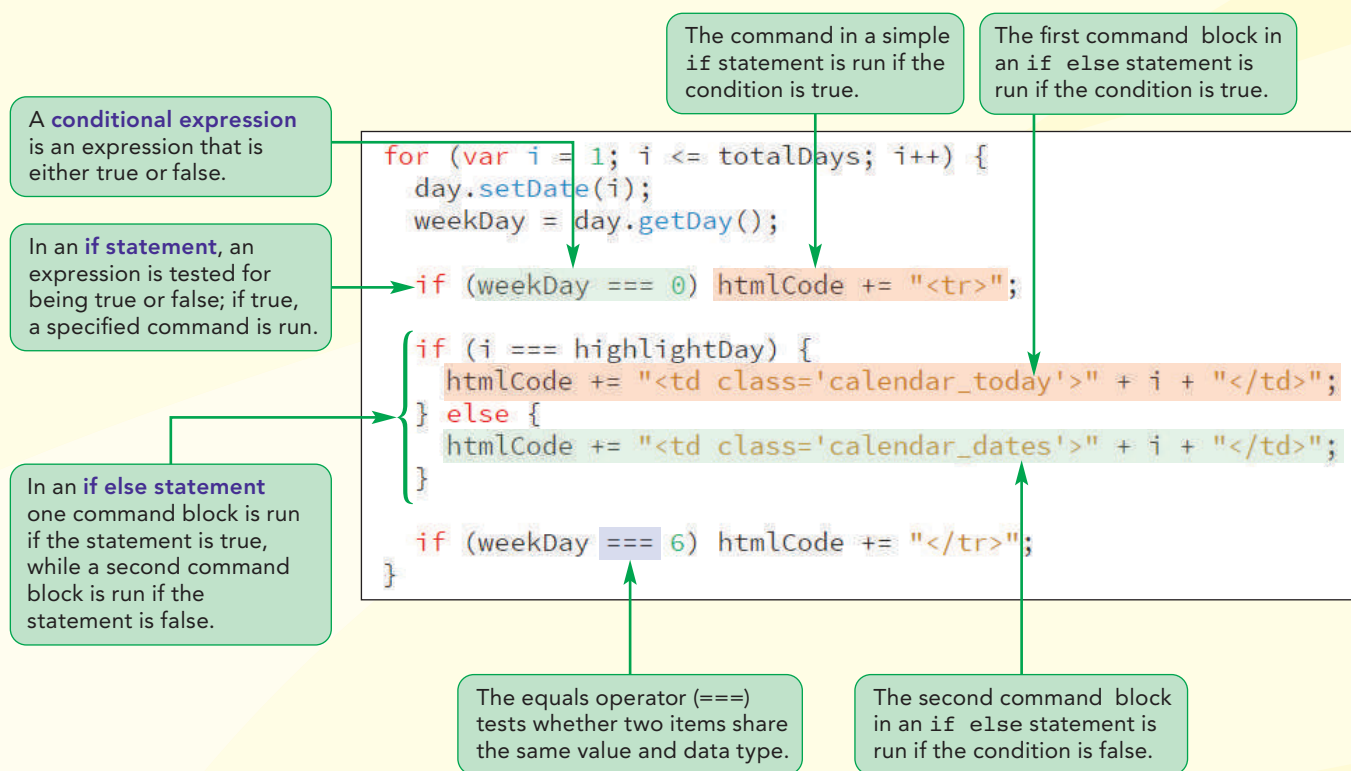 The command in a simple
if statement is run if the
condition is true.
The first command block in
an if else statement is
run if the condition is true.
A conditional expression
is an expression that is
either true or false.
In an if statement, an
expression is tested for
being true or false; if true,
a specified command is run.
In an if else statement
one command block is run
if the statement is true,
while a second command
block is run if the
statement is false.
for (var i = 1; i <= totalDays; i++) {
day.setDate(i);
weekDay = day.getDay();
if (weekDay === 0) htmlCode += "<tr>";
if (i === highlightDay) {
htmlCode += "<td class='calendar_today'>" + i + "</td>";
} else {
htmlCode += "<td class='calendar_dates'>" + i + "</td>";
}
if (weekDay === 6) htmlCode += "</tr>";
}
The equals operator (===)
tests whether two items share
the same value and data type.
The second command block
in an if else statement is
run if the condition is false.